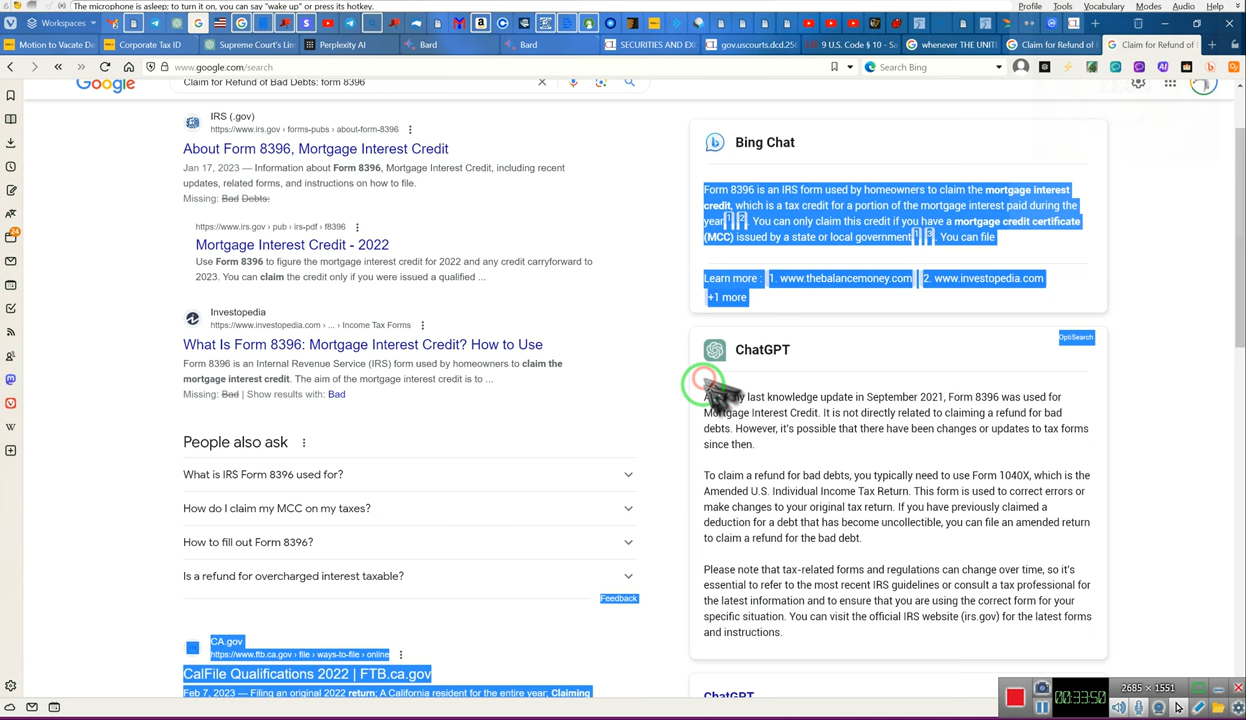 The microphone is asleep; to turn it on, you can say "wake up" or press its hotkey.
Profile Tools Vocabulary Modes Audio Help
Workspaces
Motion to Vacate De
Corporate Tax ID
Supreme Court's Lin
Perplexity AI
Bard
Bard
SECURITIES AND EX
gov.uscourts.dcd.256
9 U.S. Code § 10 - S
whenever THE UNIT
Claim for Refund of
Claim for Refund of
www.google.com/search
Search Bing
Google
Claim for Refund of Bad Debts: form 8396
IRS (.gov)
https://www.irs.gov › forms-pubs › about-form-8396
About Form 8396, Mortgage Interest Credit
Jan 17, 2023 — Information about Form 8396, Mortgage Interest Credit, including recent
updates, related forms, and instructions on how to file.
Missing: Bad Debts:
https://www.irs.gov › pub › irs-pdf › f8396
Mortgage Interest Credit - 2022
Use Form 8396 to figure the mortgage interest credit for 2022 and any credit carryforward to
2023. You can claim the credit only if you were issued a qualified ...
Investopedia
https://www.investopedia.com › ... › Income Tax Forms
What Is Form 8396: Mortgage Interest Credit? How to Use
Form 8396 is an Internal Revenue Service (IRS) form used by homeowners to claim the
mortgage interest credit. The aim of the mortgage interest credit is to ...
Missing: Bad | Show results with: Bad
People also ask
What is IRS Form 8396 used for?
How do I claim my MCC on my taxes?
How to fill out Form 8396?
Is a refund for overcharged interest taxable?
Feedback
CA.gov
https://www.ftb.ca.gov › file › ways-to-file › online
CalFile Qualifications 2022 | FTB.ca.gov
Feb 7, 2023 — Filing an original 2022 return; A California resident for the entire year; Claiming
Bing Chat
Form 8396 is an IRS form used by homeowners to claim the mortgage interest
credit, which is a tax credit for a portion of the mortgage interest paid during the
year 1 2 . You can only claim this credit if you have a mortgage credit certificate
(MCC) issued by a state or local government 1 3 . You can file
Learn more : 1. www.thebalancemoney.com 2. www.investopedia.com
+1 more
OptiSearch
ChatGPT
my last knowledge update in September 2021, Form 8396 was used for
Mortgage Interest Credit. It is not directly related to claiming a refund for bad
debts. However, it's possible that there have been changes or updates to tax forms
since then.
To claim a refund for bad debts, you typically need to use Form 1040X, which is the
Amended U.S. Individual Income Tax Return. This form is used to correct errors or
make changes to your original tax return. If you have previously claimed a
deduction for a debt that has become uncollectible, you can file an amended return
to claim a refund for the bad debt.
Please note that tax-related forms and regulations can change over time, so it's
essential to refer to the most recent IRS guidelines or consult a tax professional for
the latest information and to ensure that you are using the correct form for your
specific situation. You can visit the official IRS website (irs.gov) for the latest forms
and instructions.
ChatGPT
24
00:33:50
2685 × 1551